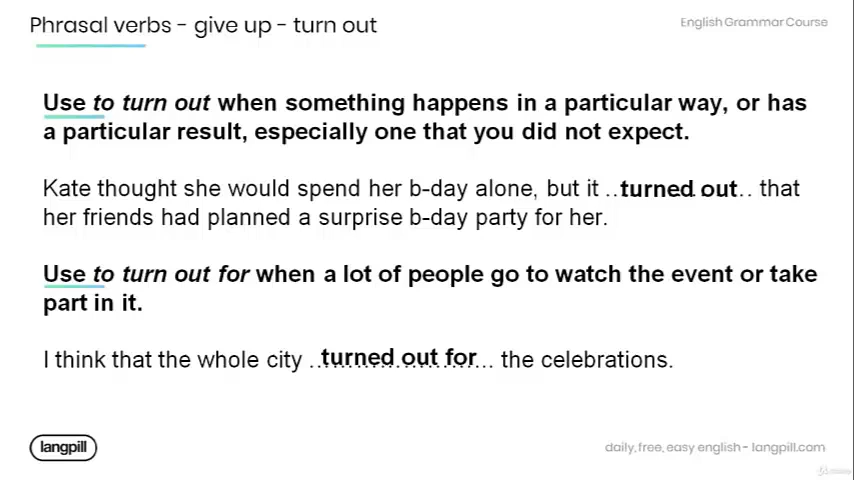 Phrasal verbs - give up - turn out
English Grammar Course
Use to turn out when something happens in a particular way, or has
a particular result, especially one that you did not expect.
Kate thought she would spend her b-day alone, but it ..turned out.. that
her friends had planned a surprise b-day party for her.
Use to turn out for when a lot of people go to watch the event or take
part in it.
I think that the whole city ..turned out for... the celebrations.
langpill
daily, free, easy english - langpill.com